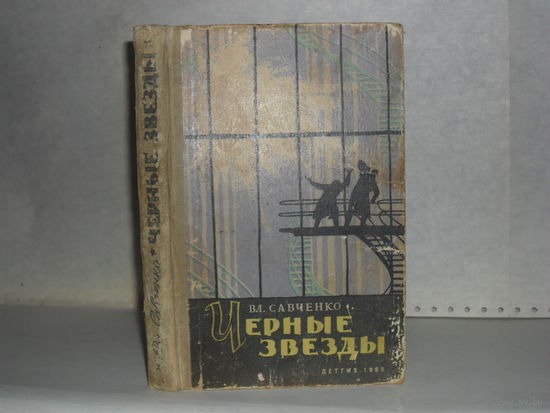 Вл. Савченко ★ ЧЕРНЫЕ ЗВЕЗДЫ
ВЛ. САВЧЕНКО
ЧЕРНЫЕ
ЗВЕЗДЫ
ДЕТГИЗ. 1960